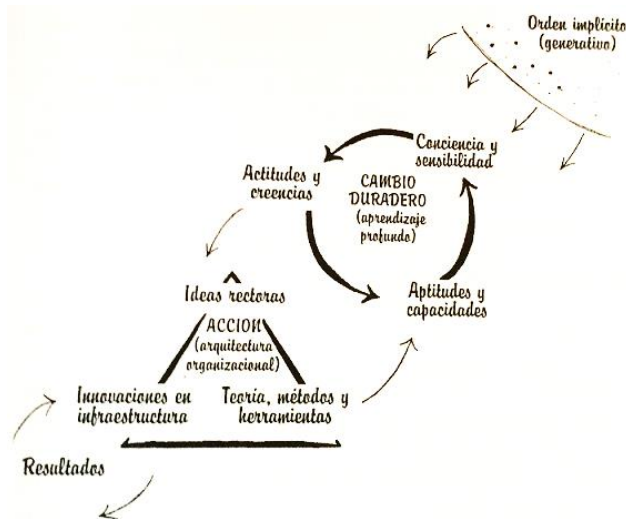 Orden implícito
(generativo)
Conciencia y
sensibilidad
Actitudes y
creencias
CAMBIO
DURADERO
(aprendizaje
profundo)
Aptitudes y
capacidades
Ideas rectoras
ACCION
(arquitectura
organizacional)
Innovaciones en
infraestructura
Teoría, métodos y
herramientas
Resultados